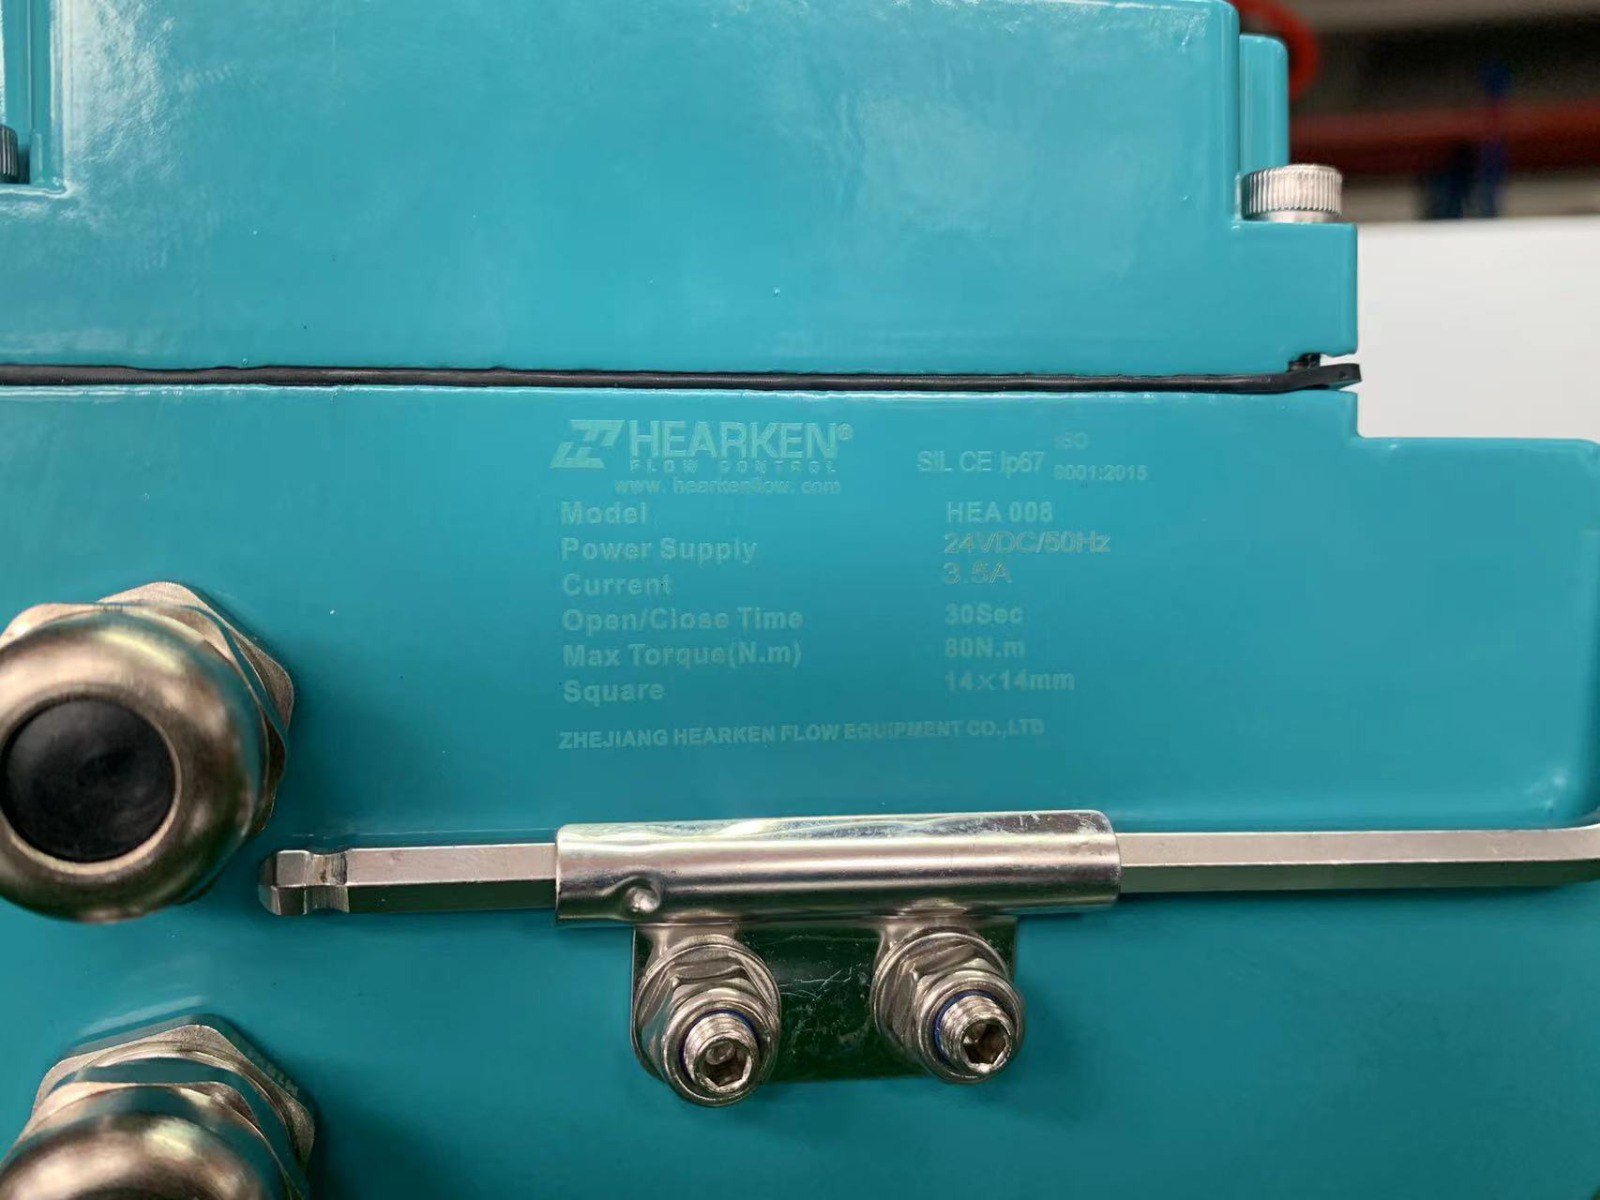 HEARKEN®
FLOW CONTROL
www.hearkenflow.com
SIL CE Ip67 ISO 9001:2015
Model HEA 008
Power Supply 24VDC/50Hz
Current 3.5A
Open/Close Time 30Sec
Max Torque(N.m) 80N.m
Square 14×14mm
ZHEJIANG HEARKEN FLOW EQUIPMENT CO.,LTD